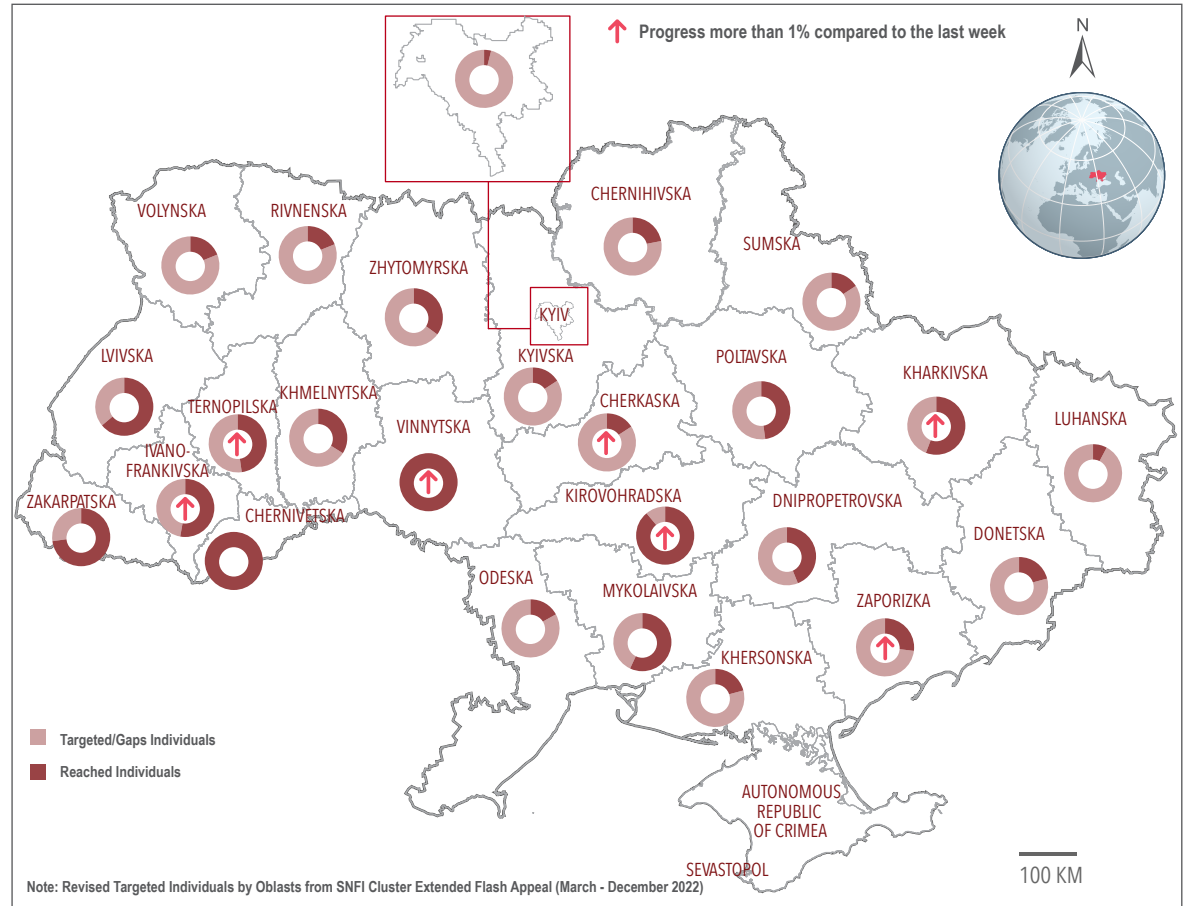 Progress more than 1% compared to the last week
N
CHERNIHIVSKA
VOLYNSKA
RIVNENSKA
SUMSKA
ZHYTOMYRSKA
KYIV
LVIVSKA
KYIVSKA
POLTAVSKA
KHARKIVSKA
KHMELNYTSKA
TERNOPILSKA
CHERKASKA
VINNYTSKA
LUHANSKA
IVANO-
FRANKIVSKA
ZAKARPATSKA
CHERNIVETSKA
KIROVOHRADSKA
DNIPROPETROVSKA
DONETSKA
ODESKA
MYKOLAIVSKA
ZAPORIZKA
KHERSONSKA
Targeted/Gaps Individuals
Reached Individuals
AUTONOMOUS
REPUBLIC
OF CRIMEA
SEVASTOPOL
100 KM
Note: Revised Targeted Individuals by Oblasts from SNFI Cluster Extended Flash Appeal (March - December 2022)